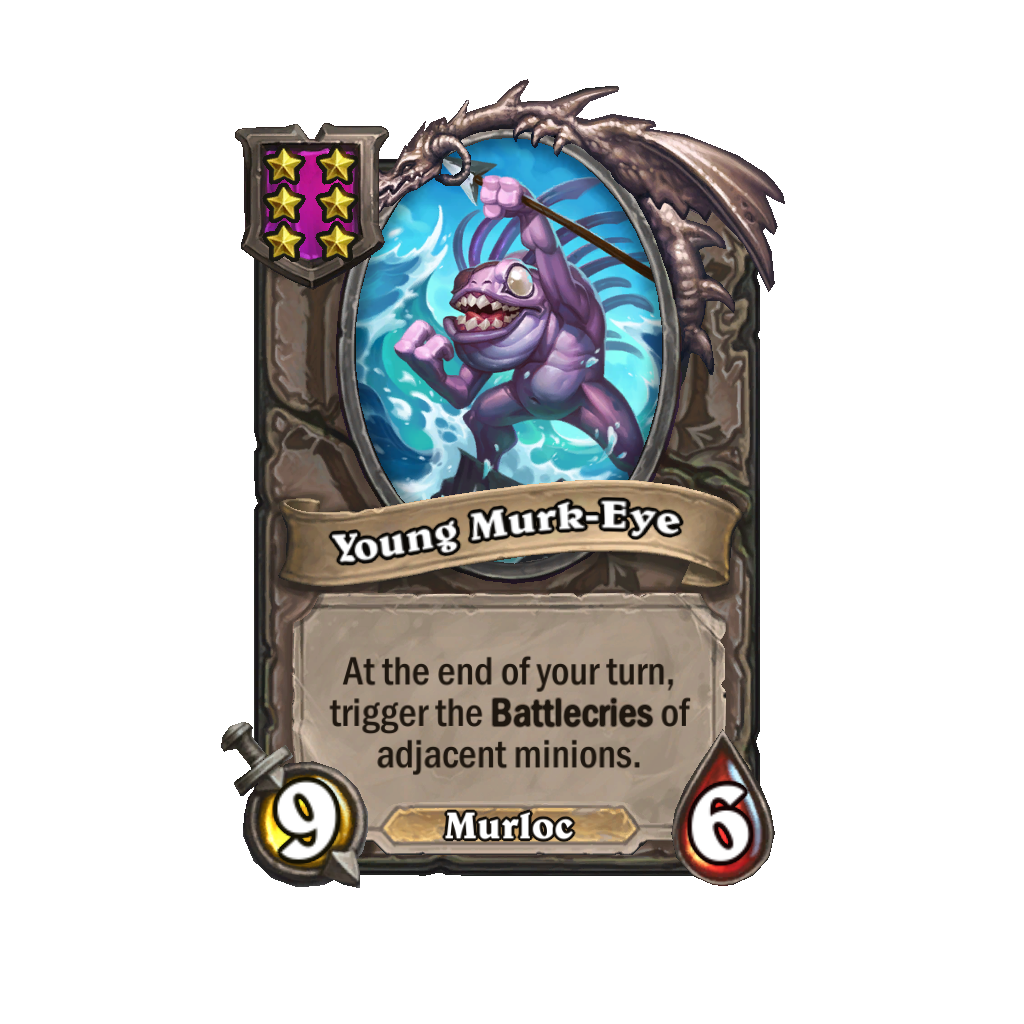 Young Murk-Eye
At the end of your turn,
trigger the Battlecries of
adjacent minions.
9
Murloc
6